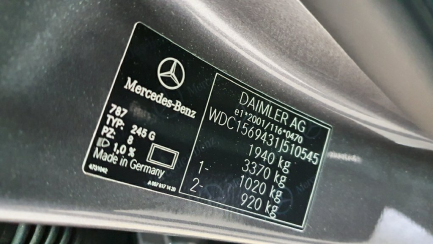 Mercedes-Benz
787
TYP: 245 G
PZ: 8
1,0 %
Made in Germany
DAIMLER AG
e1*2001/116*0470
WDC1569431J510545
1940 kg
1- 3370 kg
1020 kg
2- 920 kg